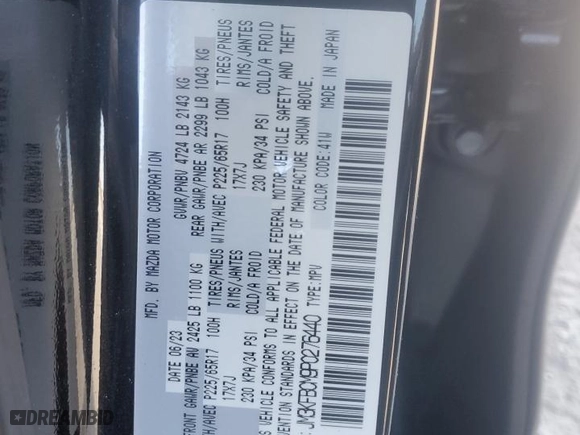 MFD. BY MAZDA MOTOR CORPORATION
DATE 06/23 GVWR/PNBV 4724 LB 2143 KG
FRONT GAWR/PNBE AV 2425 LB 1100 KG REAR GAWR/PNBE AR 2299 LB 1043 KG
WITH/AVEC P225/65R17 100H TIRES/PNEUS WITH/AVEC P225/65R17 100H TIRES/PNEUS
17X7J RIMS/JANTES 17X7J RIMS/JANTES
230 KPA/34 PSI COLD/A FROID 230 KPA/34 PSI COLD/A FROID
VEHICLE CONFORMS TO ALL APPLICABLE FEDERAL MOTOR VEHICLE SAFETY AND THEFT
STANDARDS IN EFFECT ON THE DATE OF MANUFACTURE SHOWN ABOVE.
TYPE:MPV COLOR CODE:41W MADE IN JAPAN
DREAMBID